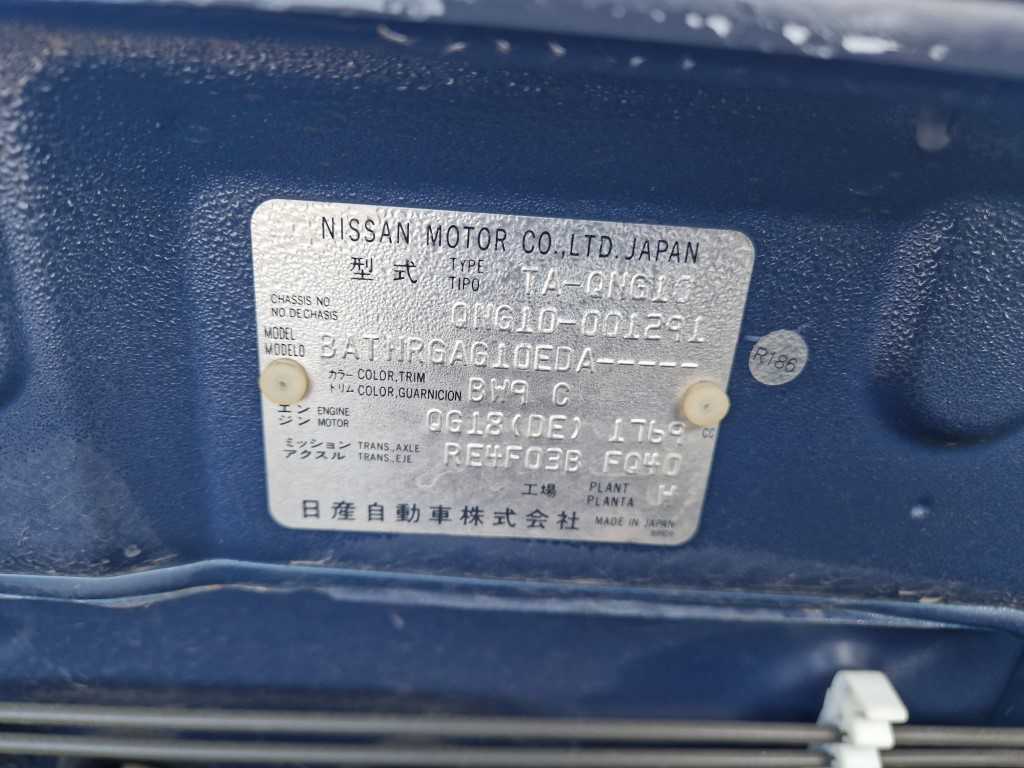 NISSAN MOTOR CO.,LTD. JAPAN
型式 TYPE TIPO TA-QNG10
CHASSIS NO NO. DE CHASIS QNG10-001291
MODEL MODELO BATNRGAG10EDA-----
カラー COLOR, TRIM トリム COLOR, GUARNICION BW9 C
エンジン ENGINE MOTOR QG18(DE) 1769 CC
ミッション TRANS., AXLE アクスル TRANS., EJE RE4F03B FQ40
工場 PLANT PLANTA
日産自動車株式会社 MADE IN JAPAN
R186